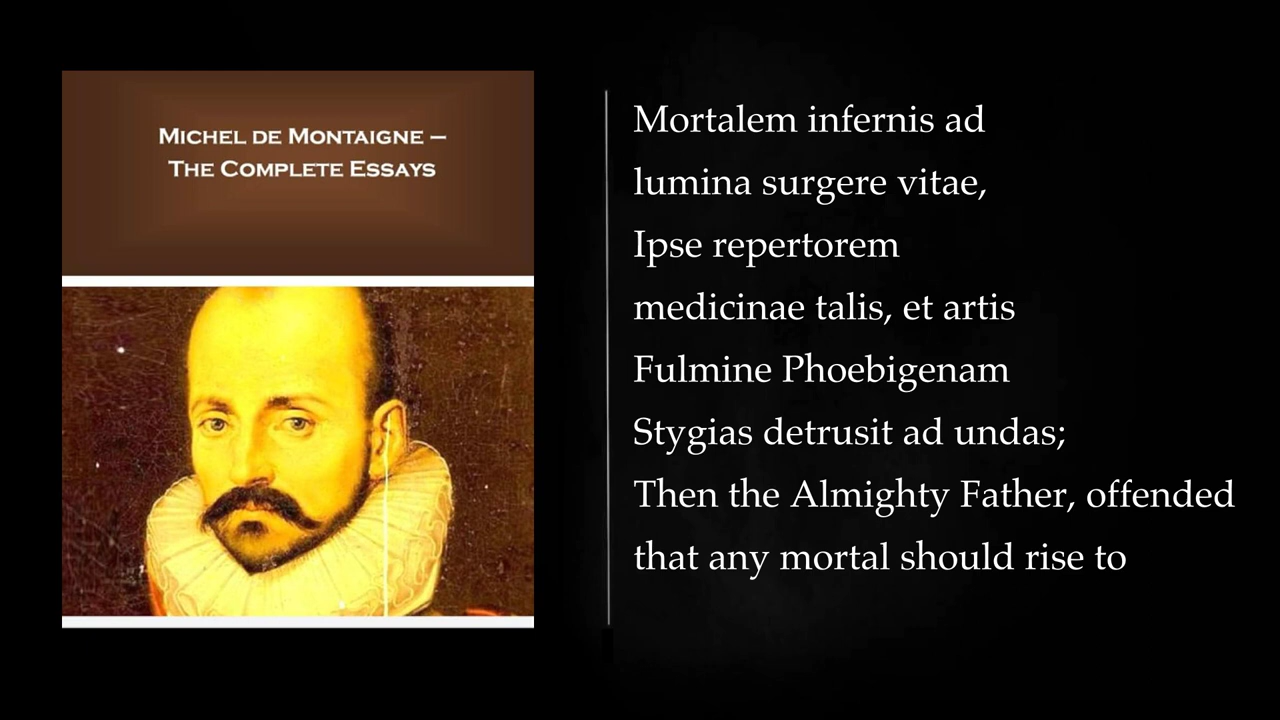 MICHEL DE MONTAIGNE –
THE COMPLETE ESSAYS
Mortalem infernis ad
lumina surgere vitae,
Ipse repertorem
medicinae talis, et artis
Fulmine Phoebigenam
Stygias detrusit ad undas;
Then the Almighty Father, offended
that any mortal should rise to